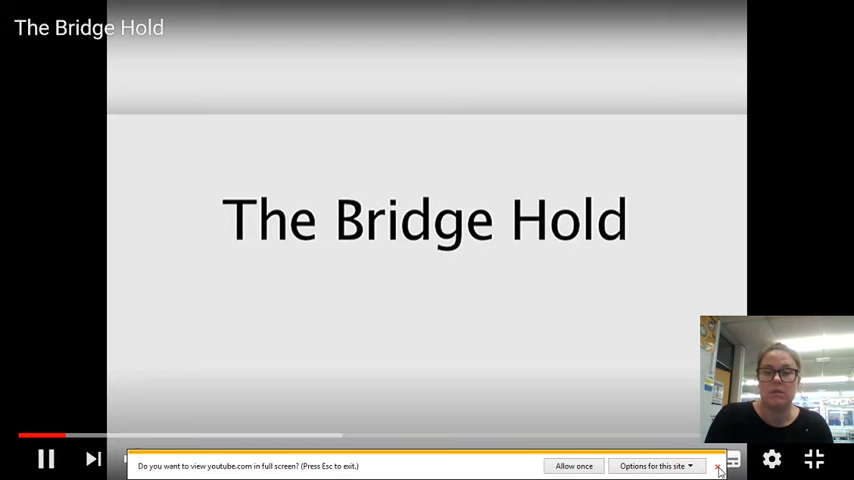 The Bridge Hold
The Bridge Hold
Do you want to view youtube.com in full screen? (Press Esc to exit.)
Allow once
Options for this site